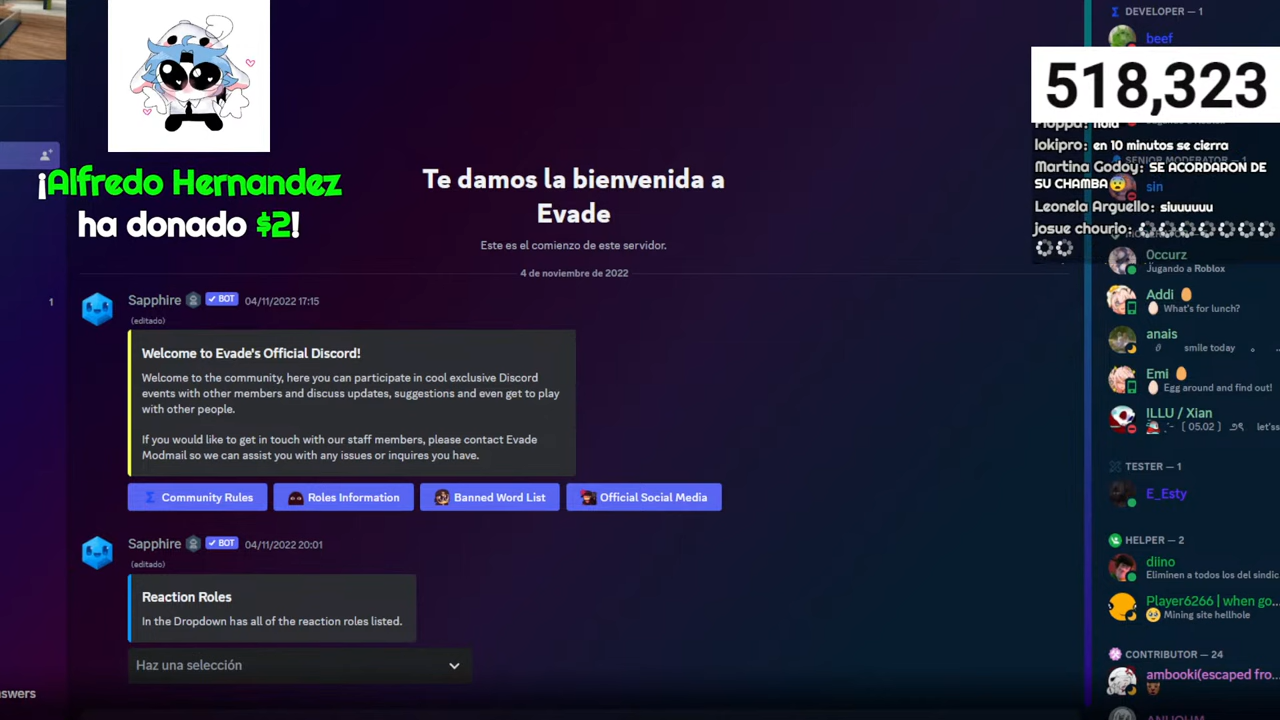 DEVELOPER — 1
beef
518,323
hola
lokipro: en 10 minutos se cierra
Martina Godoy: SE ACORDARON DE
SU CHAMBA
sin
Leonela Arguello: siuuuuu
josue chourio:
¡Alfredo Hernandez
ha donado $2!
Te damos la bienvenida a
Evade
Este es el comienzo de este servidor.
4 de noviembre de 2022
1
Sapphire BOT 04/11/2022 17:15
(editado)
Welcome to Evade's Official Discord!
Welcome to the community, here you can participate in cool exclusive Discord
events with other members and discuss updates, suggestions and even get to play
with other people.
If you would like to get in touch with our staff members, please contact Evade
Modmail so we can assist you with any issues or inquires you have.
Community Rules
Roles Information
Banned Word List
Official Social Media
Sapphire BOT 04/11/2022 20:01
(editado)
Reaction Roles
In the Dropdown has all of the reaction roles listed.
Haz una selección
nswers
Occurz
Jugando a Roblox
Addi
What's for lunch?
anais
smile today
Emi
Egg around and find out!
ILLU / Xian
[ 05.02 ] let'ss
TESTER — 1
E_Esty
HELPER — 2
diino
Eliminen a todos los del sindic
Player6266 | when go...
Mining site hellhole
CONTRIBUTOR — 24
ambooki(escaped fro...